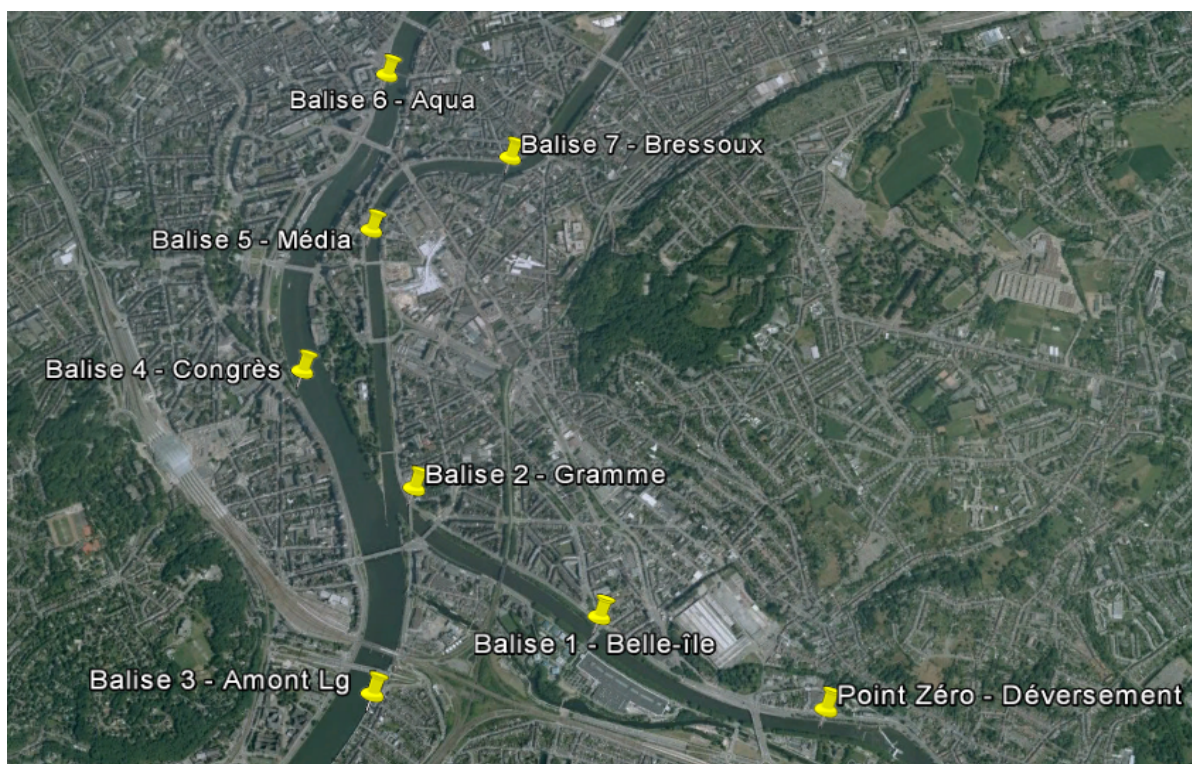 Balise 6 - Aqua
Balise 7 - Bressoux
Balise 5 - Média
Balise 4 - Congrès
Balise 2 - Gramme
Balise 1 - Belle-île
Balise 3 - Amont Lg
Point Zéro - Déversement